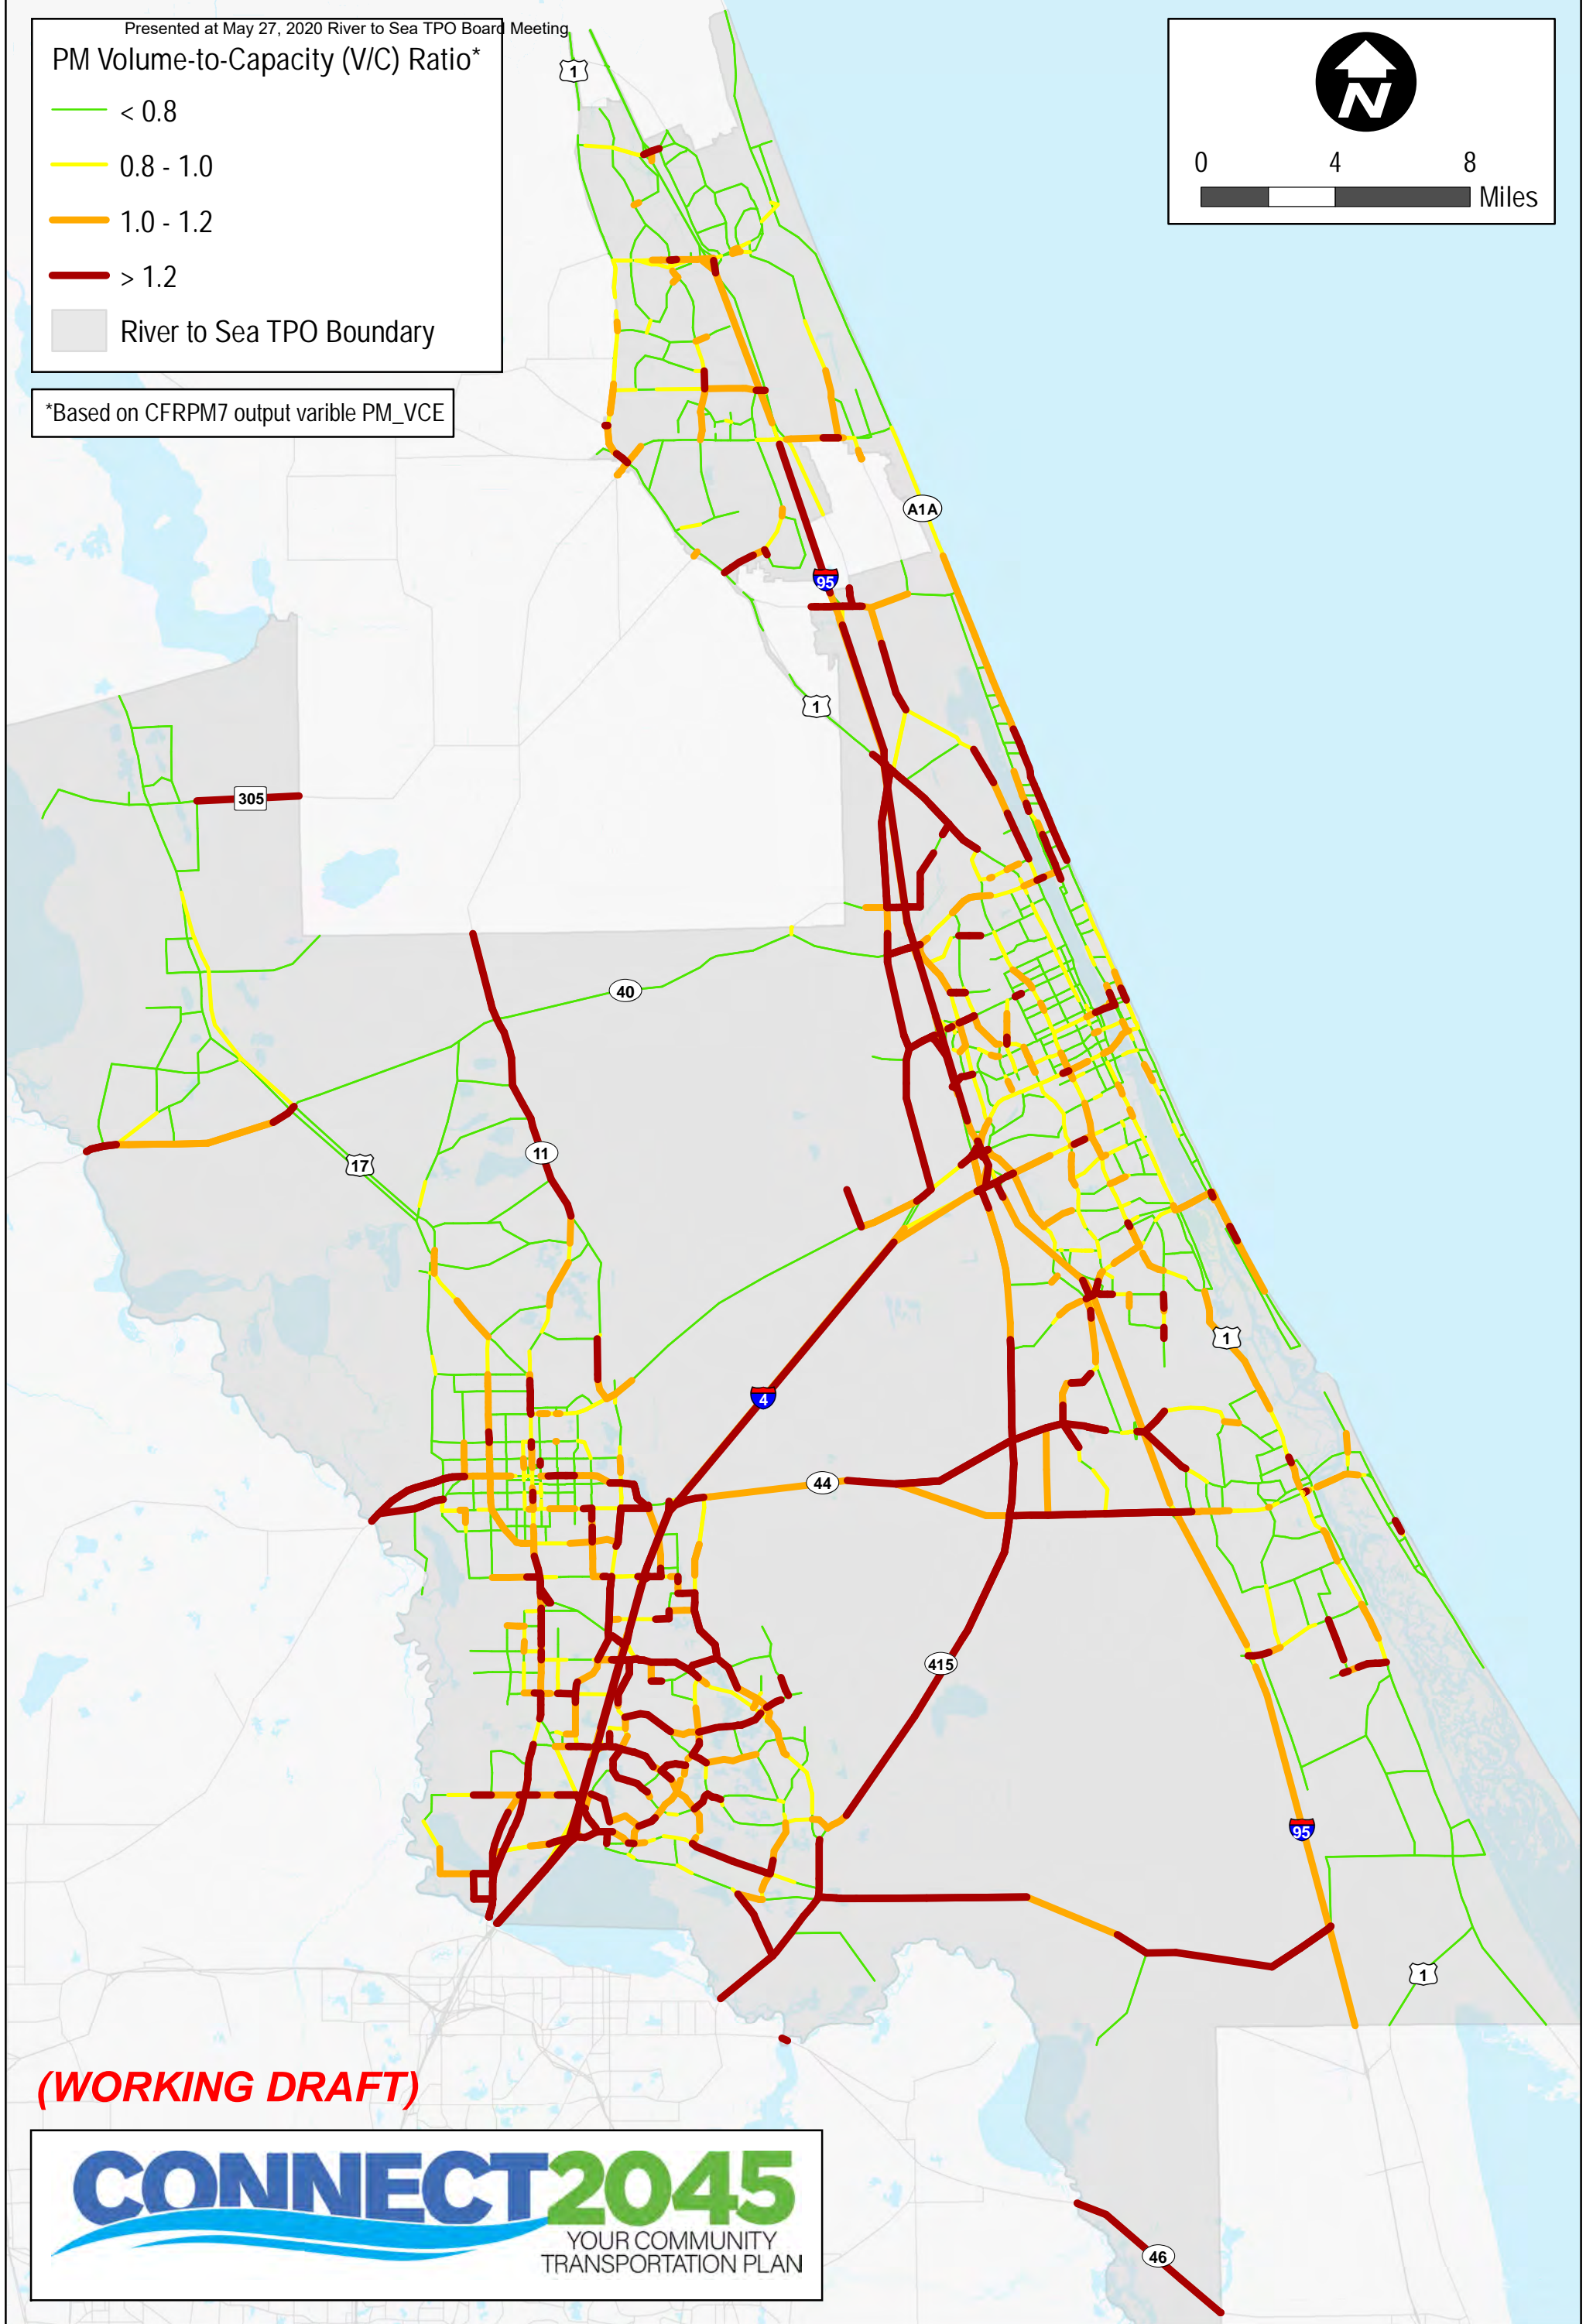 Presented at May 27, 2020 River to Sea TPO Board Meeting
PM Volume-to-Capacity (V/C) Ratio*
< 0.8
0.8 - 1.0
1.0 - 1.2
> 1.2
River to Sea TPO Boundary
*Based on CFRPM7 output varible PM_VCE
N
0 4 8
Miles
1
A1A
95
1
305
40
11
17
1
4
44
415
95
1
46
(WORKING DRAFT)
CONNECT2045
YOUR COMMUNITY
TRANSPORTATION PLAN